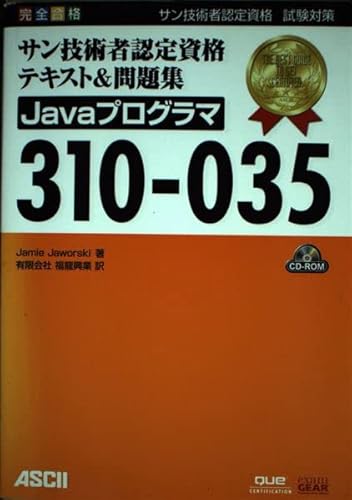 完全合格
サン技術者認定資格 試験対策
サン技術者認定資格
テキスト&問題集
Javaプログラマ
310-035
Jamie Jaworski 著
有限会社 福龍興業 訳
CD-ROM
ASCII
que
CERTIFICATION
exam
GEAR